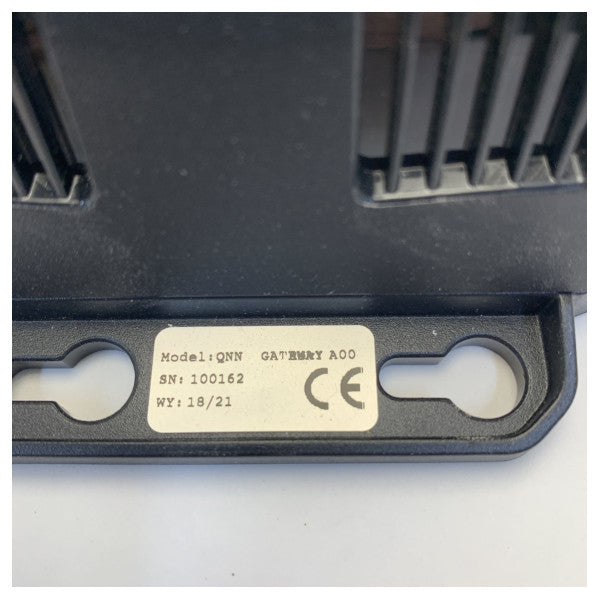 Model:QNN GATEWAY A00
SN: 100162
WY: 18/21
CE